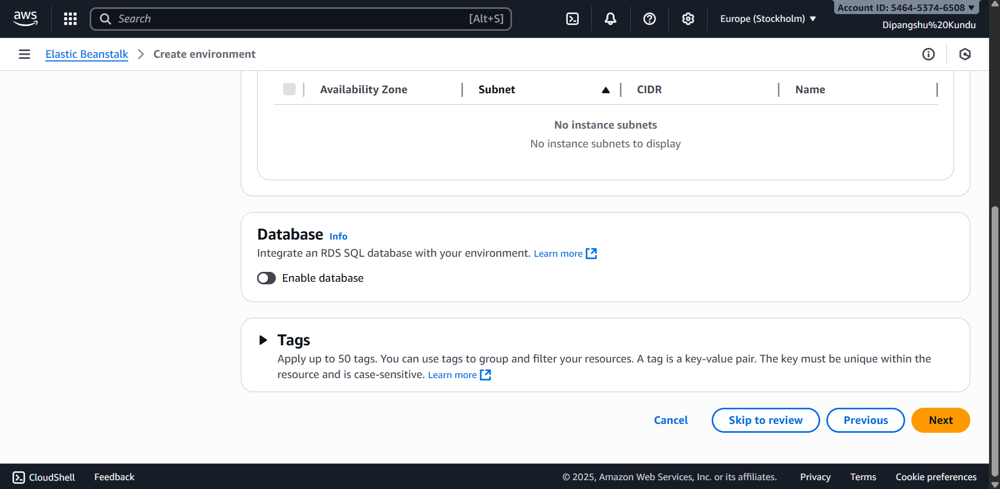 aws
Search
[Alt+S]
Europe (Stockholm)
Account ID: 5464-5374-6508
Dipangshu%20Kundu
Elastic Beanstalk
Create environment
Availability Zone
Subnet
CIDR
Name
No instance subnets
No instance subnets to display
Database Info
Integrate an RDS SQL database with your environment. Learn more
Enable database
Tags
Apply up to 50 tags. You can use tags to group and filter your resources. A tag is a key-value pair. The key must be unique within the
resource and is case-sensitive. Learn more
Cancel
Skip to review
Previous
Next
CloudShell
Feedback
© 2025, Amazon Web Services, Inc. or its affiliates.
Privacy
Terms
Cookie preferences